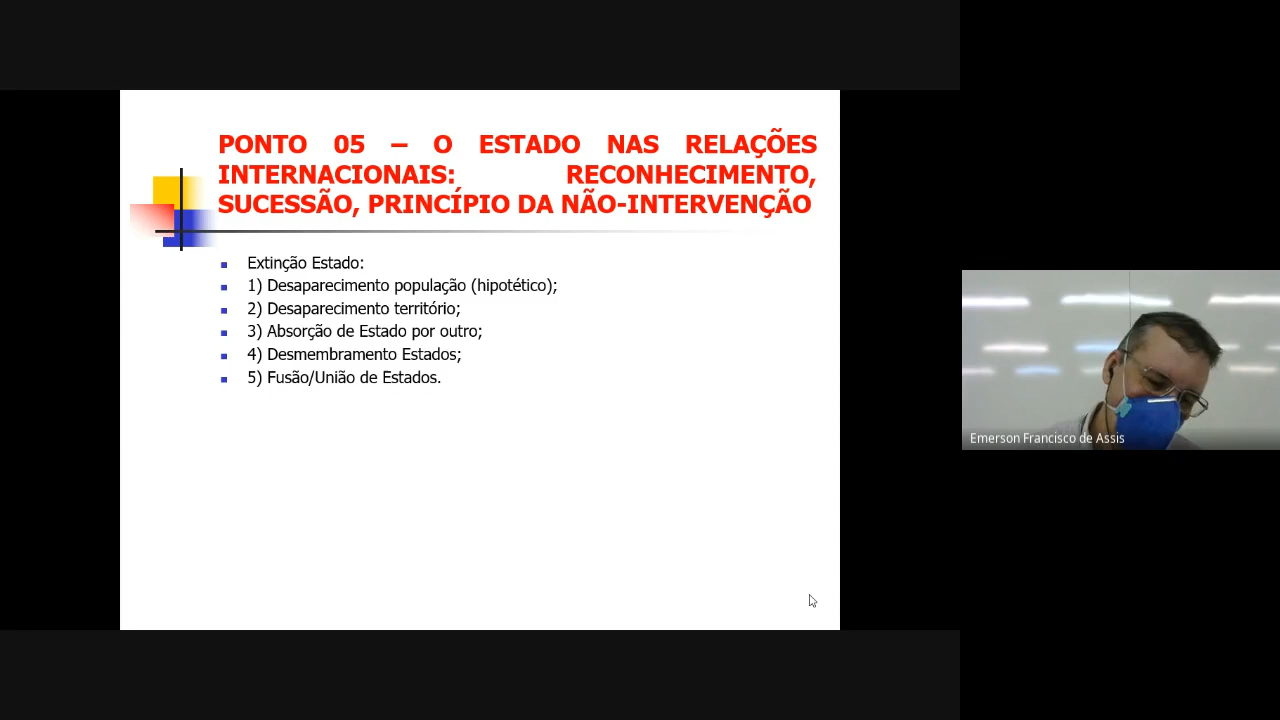 PONTO 05 – O ESTADO NAS RELAÇÕES
INTERNACIONAIS: RECONHECIMENTO,
SUCESSÃO, PRINCÍPIO DA NÃO-INTERVENÇÃO
Extinção Estado:
1) Desaparecimento população (hipotético);
2) Desaparecimento território;
3) Absorção de Estado por outro;
4) Desmembramento Estados;
5) Fusão/União de Estados.
Emerson Francisco de Assis